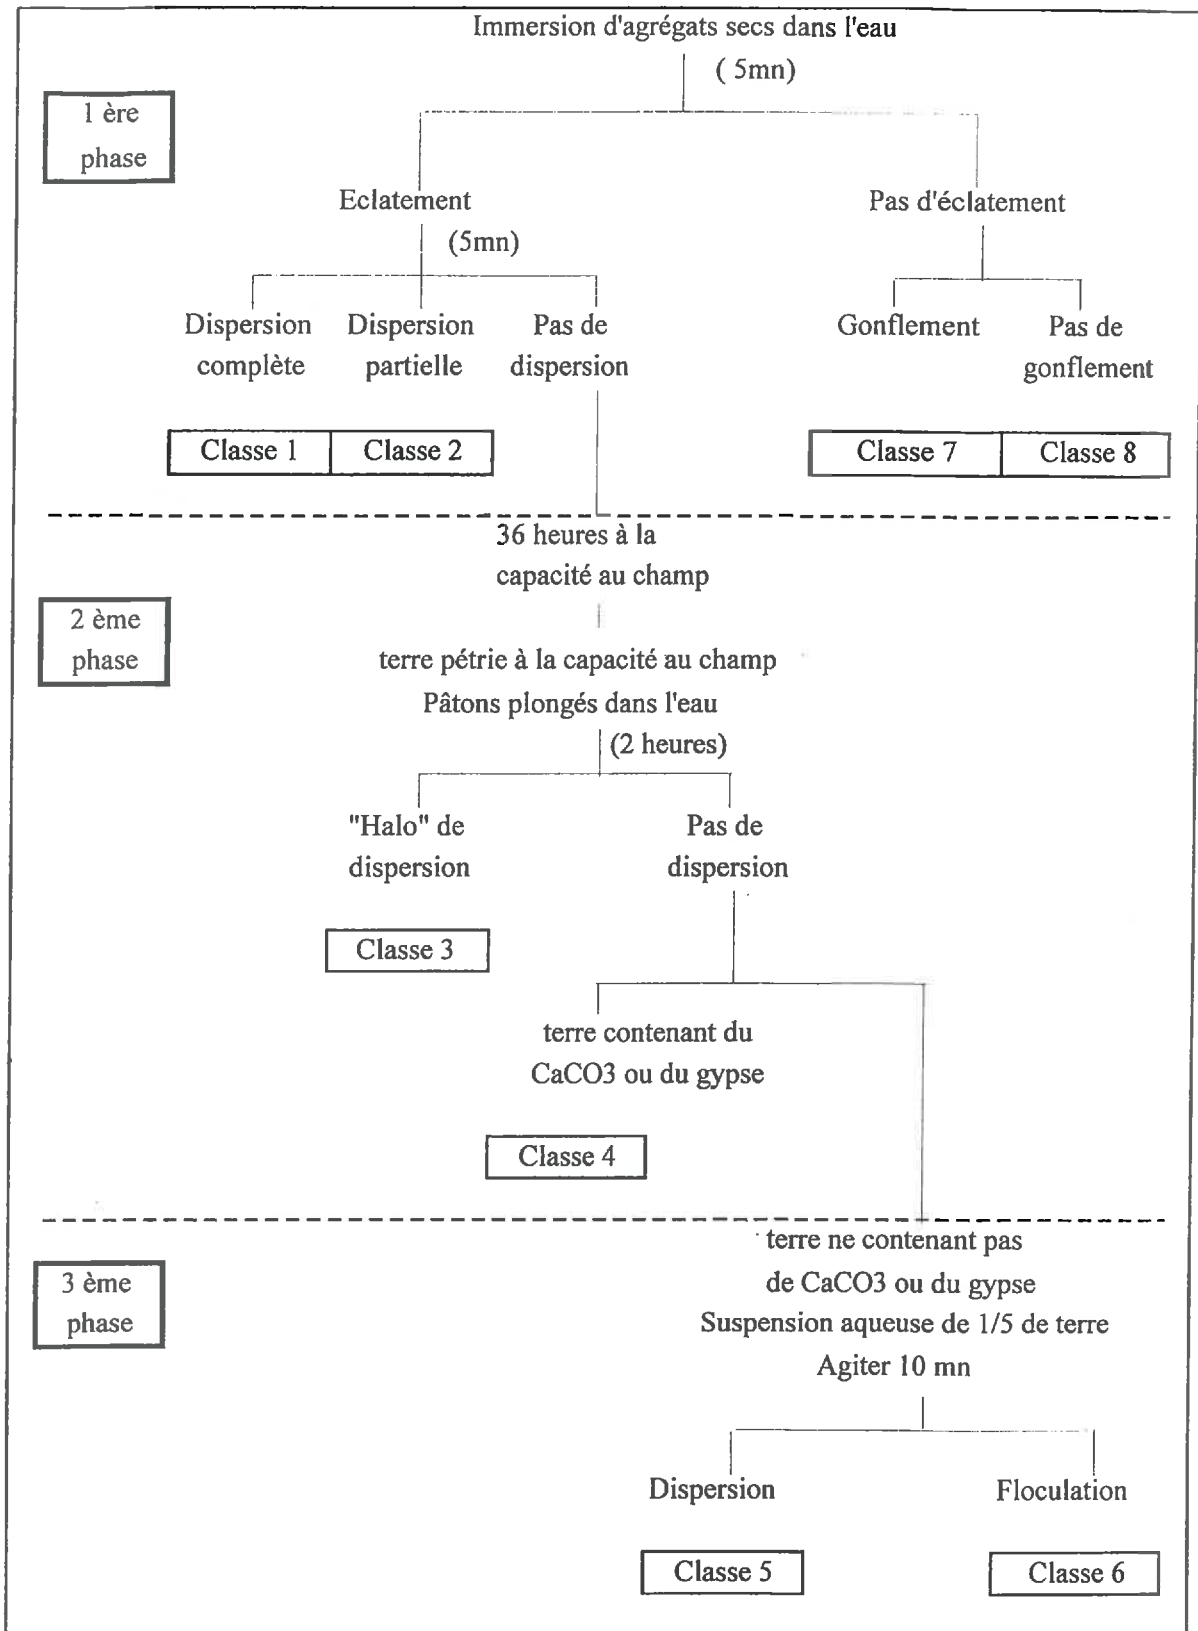 Immersion d'agrégats secs dans l'eau
( 5mn)
1 ère
phase
Eclatement
Pas d'éclatement
(5mn)
Dispersion
complète
Dispersion
partielle
Pas de
dispersion
Gonflement
Pas de
gonflement
Classe 1
Classe 2
Classe 7
Classe 8
36 heures à la
capacité au champ
2 ème
phase
terre pétrie à la capacité au champ
Pâtons plongés dans l'eau
(2 heures)
"Halo" de
dispersion
Pas de
dispersion
Classe 3
terre contenant du
CaCO3 ou du gypse
Classe 4
3 ème
phase
terre ne contenant pas
de CaCO3 ou du gypse
Suspension aqueuse de 1/5 de terre
Agiter 10 mn
Dispersion
Floculation
Classe 5
Classe 6